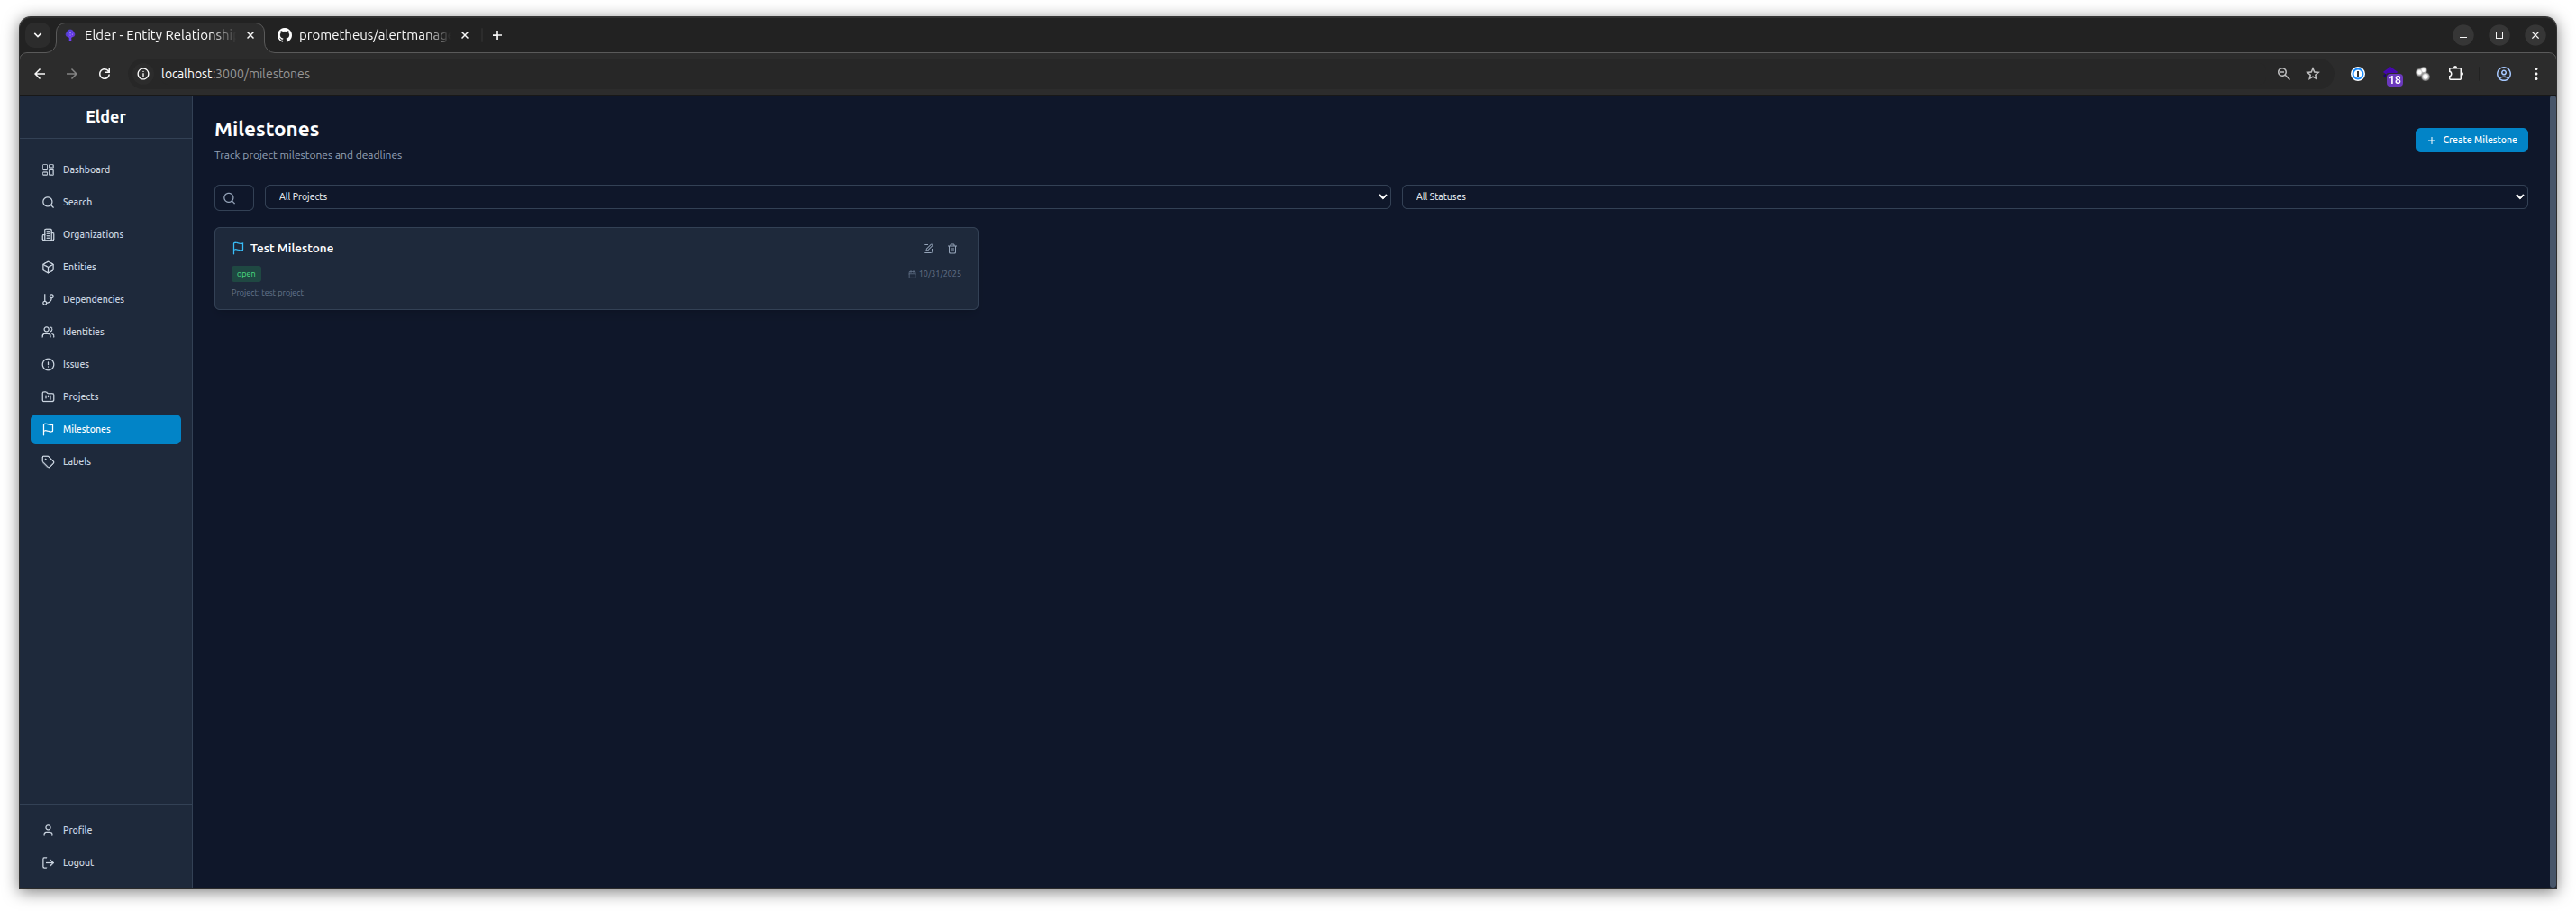 Elder - Entity Relationshi
prometheus/alertmanag
localhost:3000/milestones
18
Elder
Dashboard
Search
Organizations
Entities
Dependencies
Identities
Issues
Projects
Milestones
Labels
Profile
Logout
Milestones
Track project milestones and deadlines
Create Milestone
All Projects
All Statuses
Test Milestone
open
10/31/2025
Project: test project